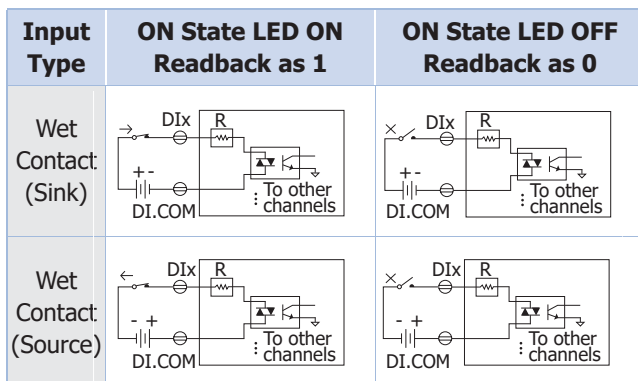 Input Type
ON State LED ON
Readback as 1
ON State LED OFF
Readback as 0
Wet
Contact
(Sink)
DIx
R
+ -
DI.COM
To other
channels
DIx
R
+ -
DI.COM
To other
channels
Wet
Contact
(Source)
DIx
R
- +
DI.COM
To other
channels
DIx
R
- +
DI.COM
To other
channels